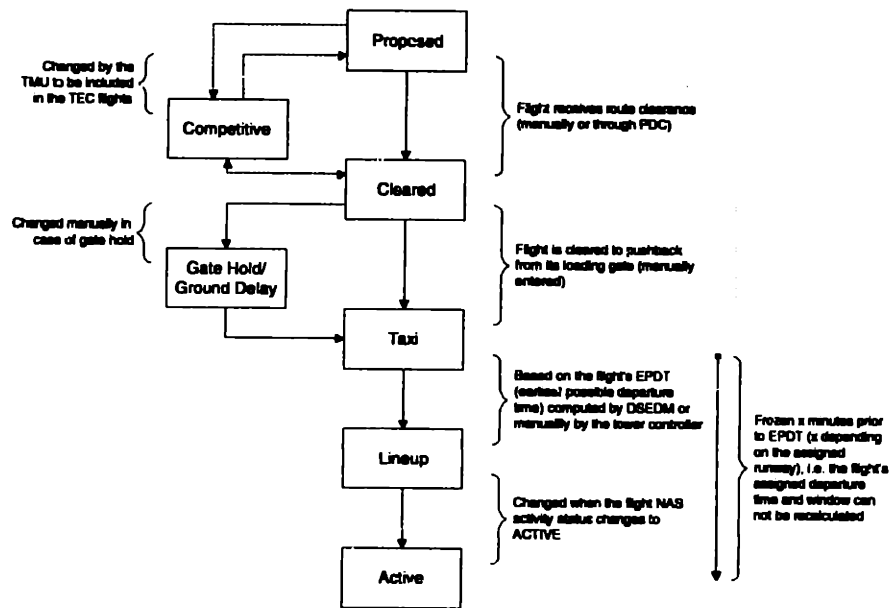 Proposed
Changed by the
TMU to be included
in the TEC flights
Competitive
Flight receives route clearance
(manually or through PDC)
Cleared
Changed manually in
case of gate hold
Gate Hold/
Ground Delay
Flight is cleared to pushback
from its loading gate (manually
entered)
Taxi
Based on the flight's EPDT
(earliest possible departure
time) computed by DSEDM or
manually by the tower controller
Frozen x minutes prior
to EPDT (x depending
on the assigned
runway), i.e. the flight's
assigned departure
time and window can
not be recalculated
Lineup
Changed when the flight NAS
activity status changes to
ACTIVE
Active